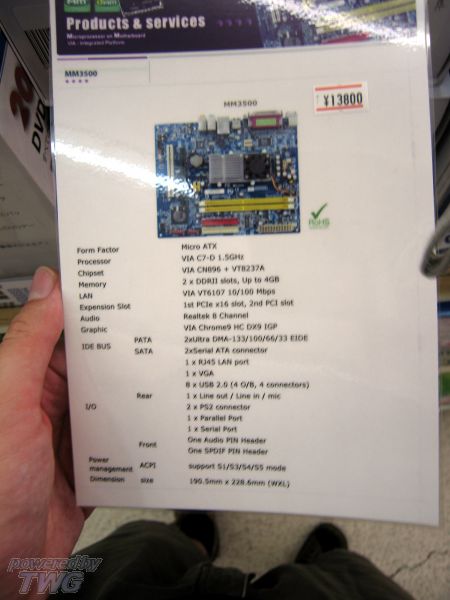 Products & services
Microprocessor on Motherboard
VIA - Integrated Platform
MM3500
MM3500
¥13800
RoHS
Form Factor Micro ATX
Processor VIA C7-D 1.5GHz
Chipset VIA CN896 + VT8237A
Memory 2 x DDRII slots, Up to 4GB
LAN VIA VT6107 10/100 Mbps
Expansion Slot 1st PCIe x16 slot, 2nd PCI slot
Audio Realtek 8 Channel
Graphic VIA Chrome9 HC DX9 IGP
IDE BUS PATA 2xUltra DMA-133/100/66/33 EIDE
SATA 2xSerial ATA connector
1 x RJ45 LAN port
1 x VGA
8 x USB 2.0 (4 O/B, 4 connectors)
I/O Rear 1 x Line out / Line in / mic
2 x PS2 connector
1 x Parallel Port
1 x Serial Port
Front One Audio PIN Header
One SPDIF PIN Header
Power management ACPI support S1/S3/S4/S5 mode
Dimension size 190.5mm x 228.6mm (WXL)
DVD
powered by
TWG